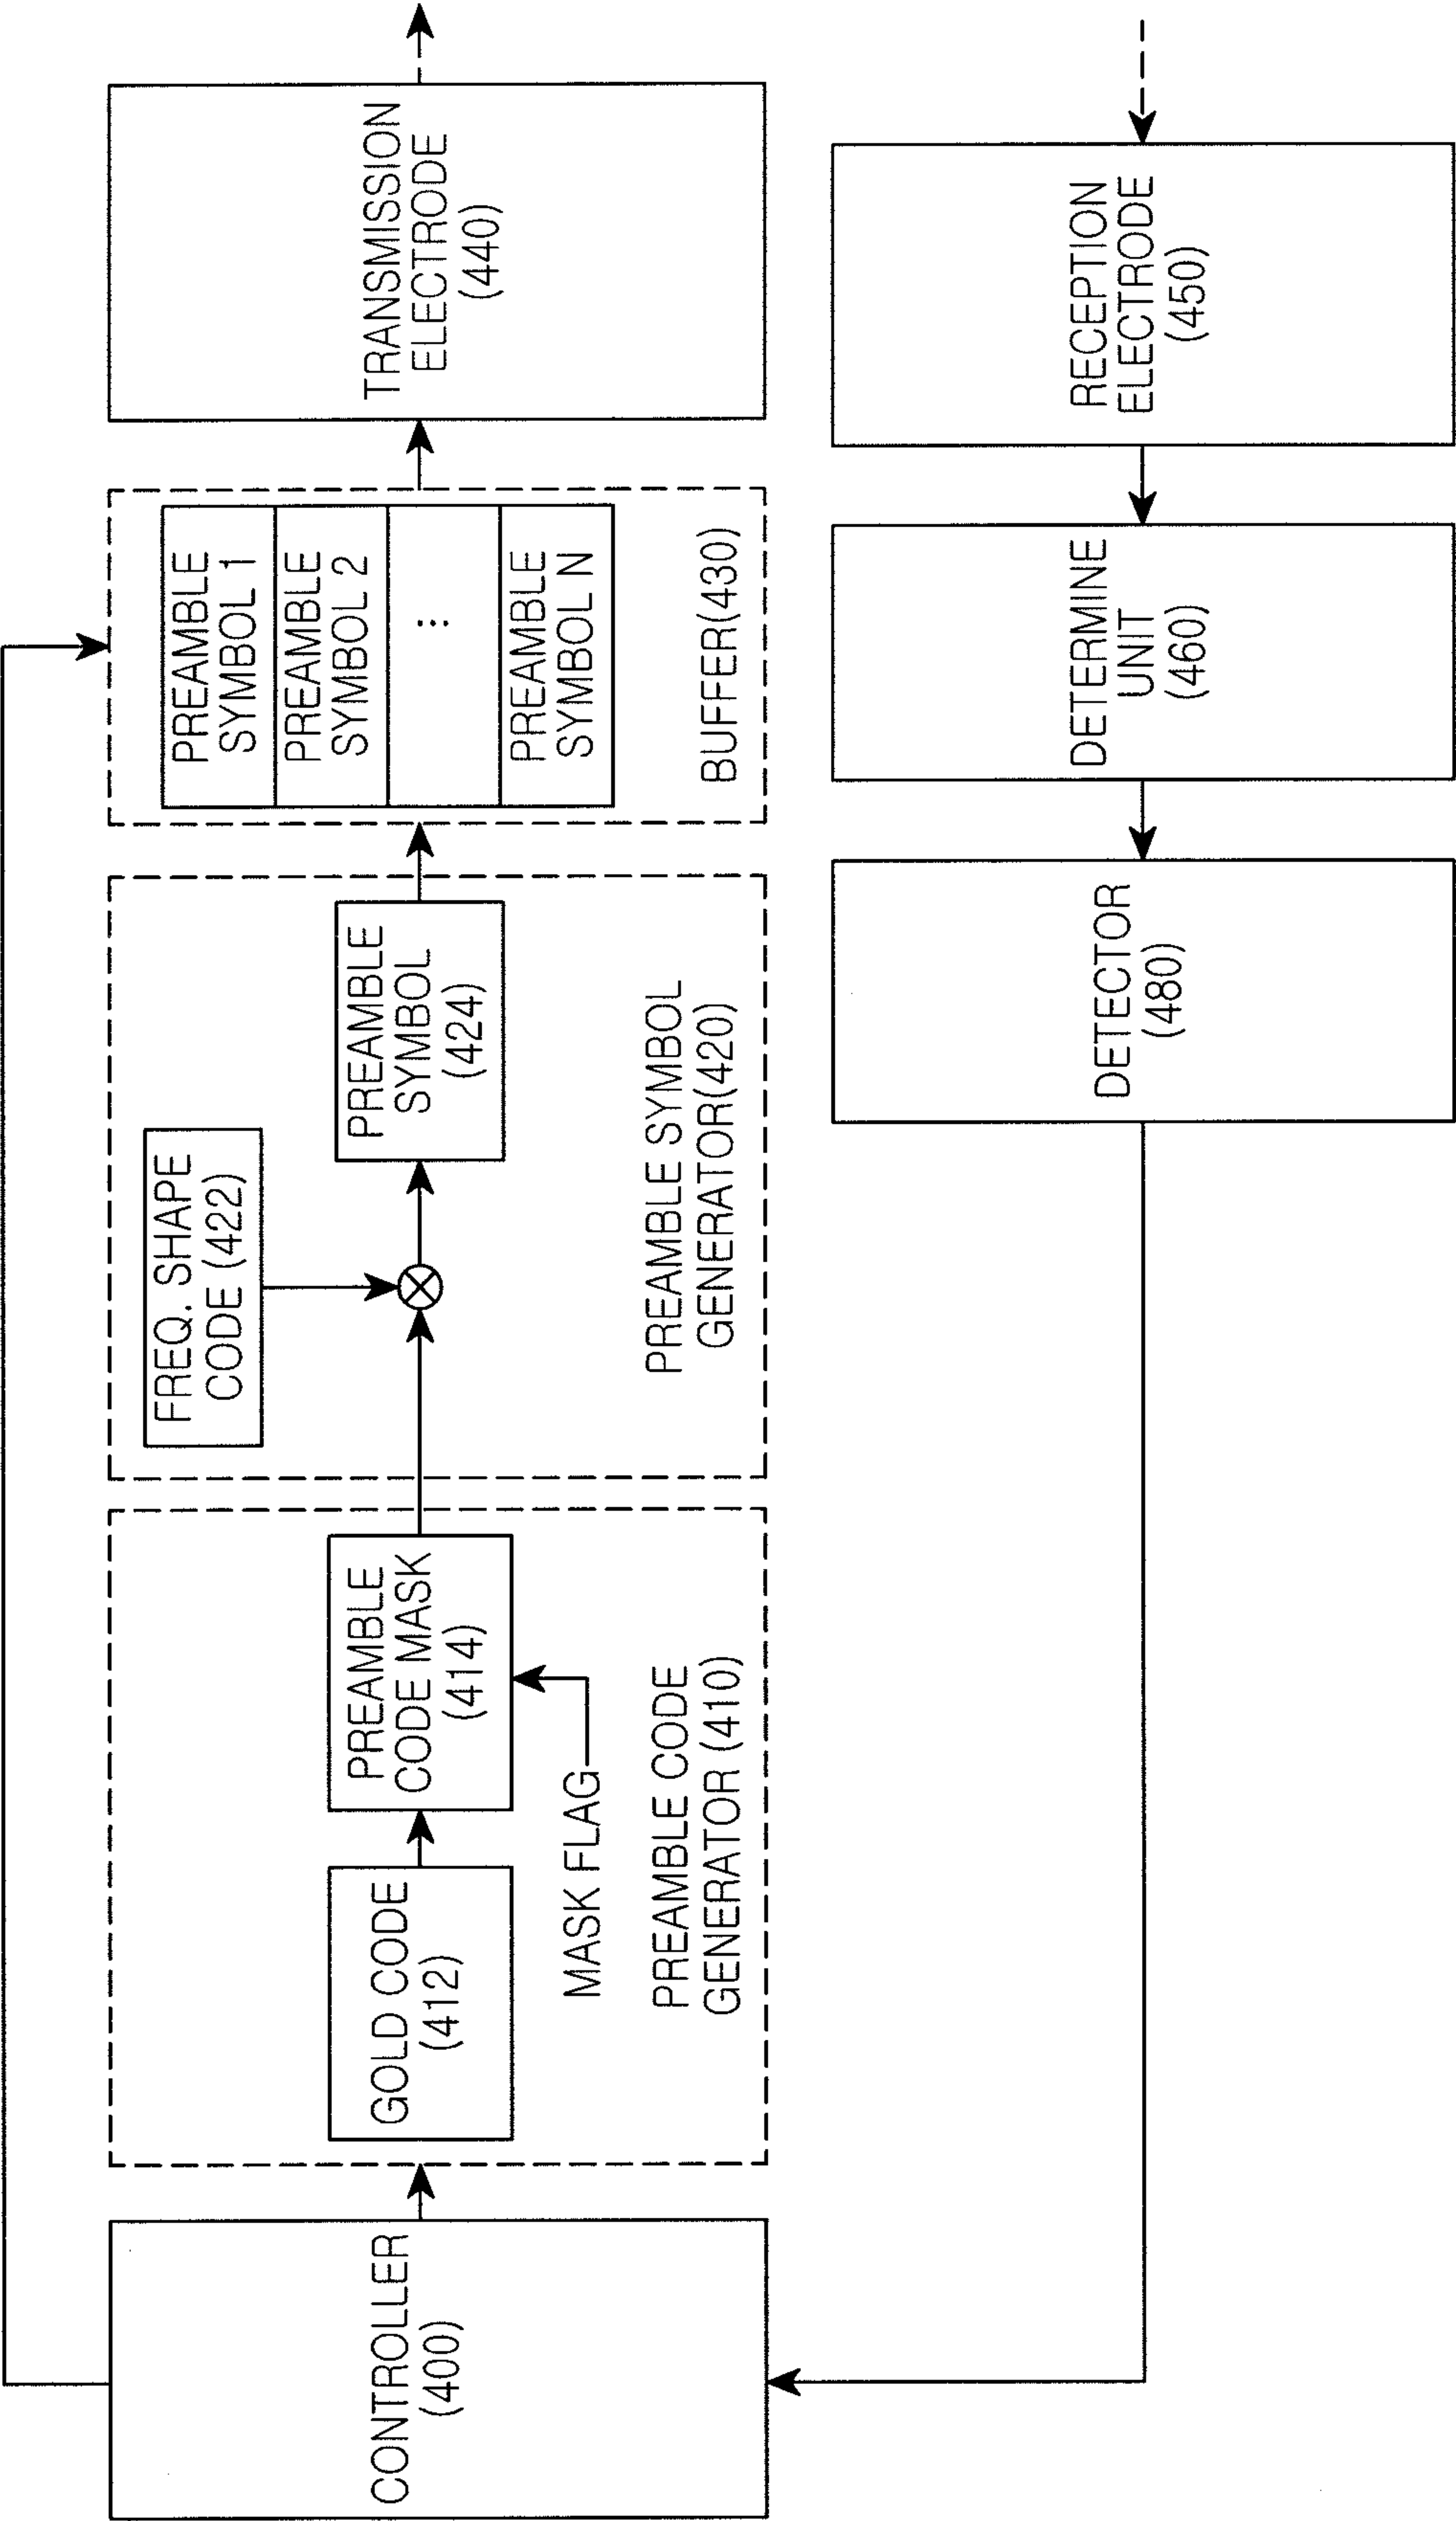 CONTROLLER
(400)
GOLD CODE
(412)
PREAMBLE
CODE MASK
(414)
MASK FLAG
PREAMBLE CODE
GENERATOR (410)
FREQ. SHAPE
CODE (422)
PREAMBLE
SYMBOL
(424)
PREAMBLE SYMBOL
GENERATOR(420)
PREAMBLE
SYMBOL 1
PREAMBLE
SYMBOL 2
⋮
PREAMBLE
SYMBOL N
BUFFER(430)
TRANSMISSION
ELECTRODE
(440)
DETECTOR
(480)
DETERMINE
UNIT
(460)
RECEPTION
ELECTRODE
(450)